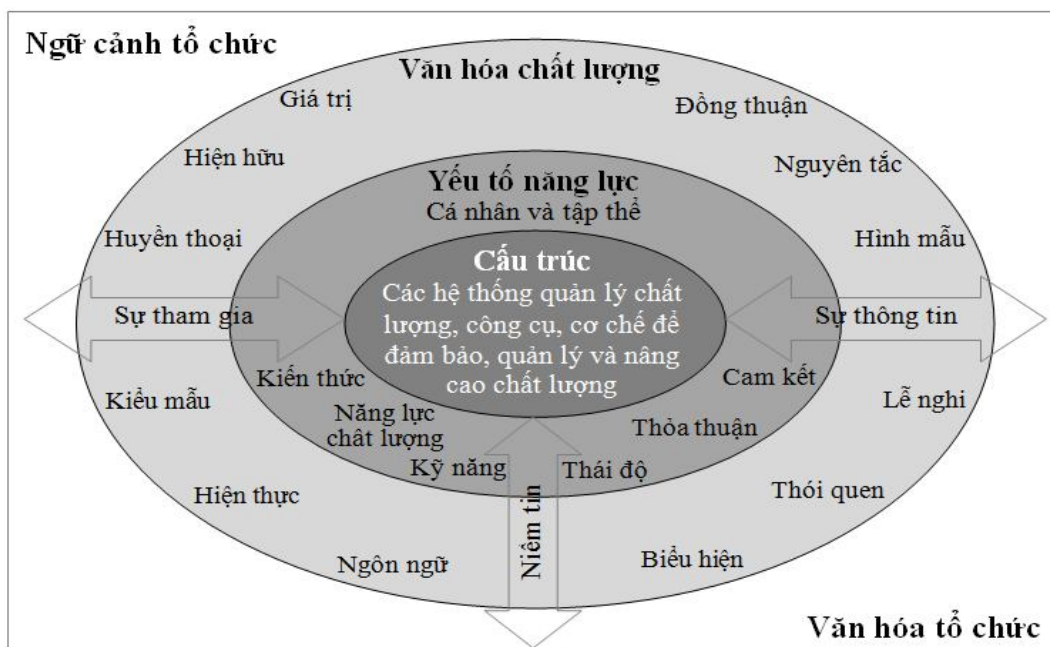 Ngữ cảnh tổ chức
Văn hóa chất lượng
Giá trị
Đồng thuận
Hiện hữu
Nguyên tắc
Yếu tố năng lực
Cá nhân và tập thể
Huyền thoại
Hình mẫu
Cấu trúc
Các hệ thống quản lý chất
lượng, công cụ, cơ chế để
đảm bảo, quản lý và nâng
cao chất lượng
Sự tham gia
Sự thông tin
Kiến thức
Cam kết
Kiểu mẫu
Lễ nghi
Năng lực
chất lượng
Thỏa thuận
Kỹ năng
Thái độ
Hiện thực
Thói quen
Niềm tin
Ngôn ngữ
Biểu hiện
Văn hóa tổ chức